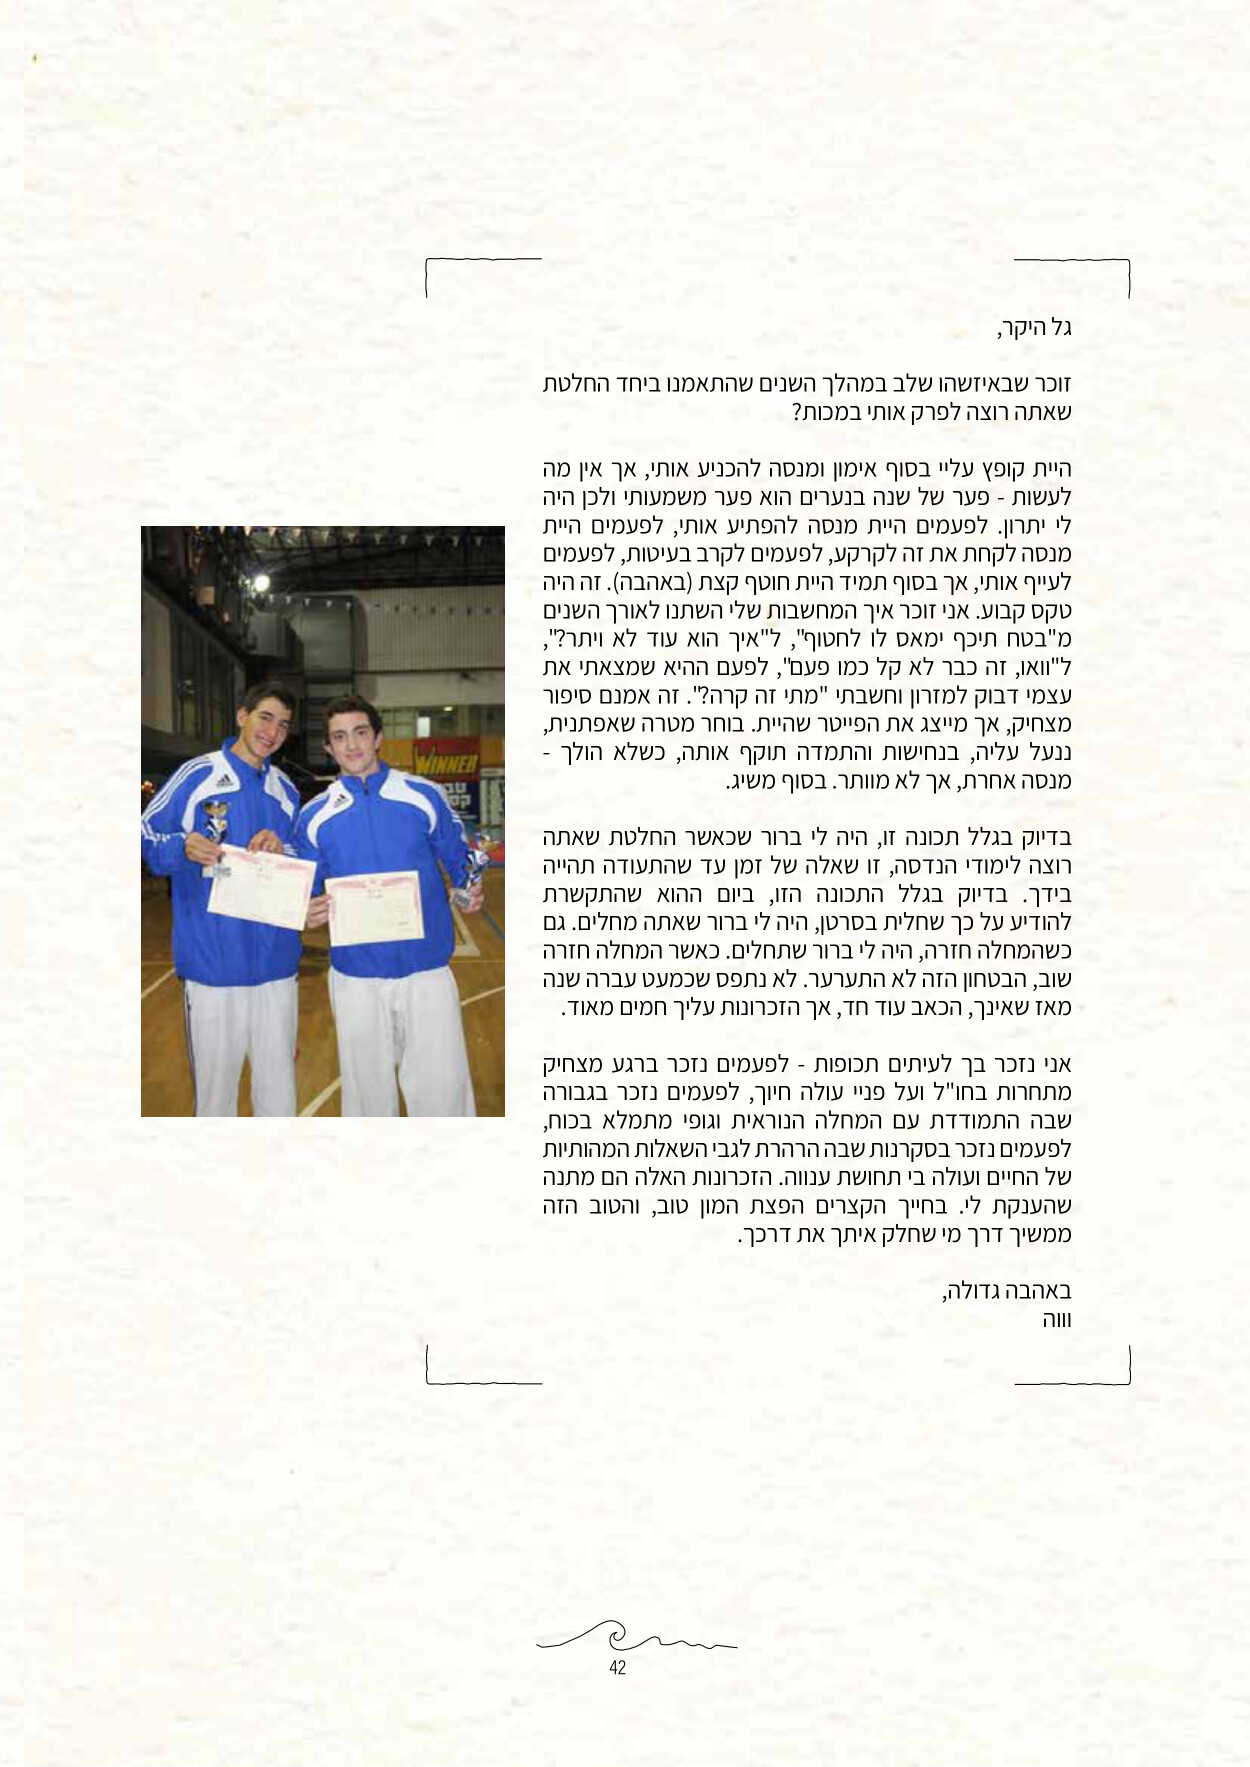 גל היקר,
זוכר שבאיזשהו שלב במהלך השנים שהתאמנו ביחד החלטת
שאתה רוצה לפרק אותי במכות?
היית קופץ עליי בסוף אימון ומנסה להכניע אותי, אך אין מה
לעשות - פער של שנה בנערים הוא פער משמעותי ולכן היה
לי יתרון. לפעמים היית מנסה להפתיע אותי, לפעמים היית
מנסה לקחת את זה לקרקע, לפעמים לקרב בעיטות, לפעמים
לעייף אותי, אך בסוף תמיד היית חוטף קצת (באהבה). זה היה
טקס קבוע. אני זוכר איך המחשבות שלי השתנו לאורך השנים
מ"בטח תיכף ימאס לו לחטוף", ל"איך הוא עוד לא ויתר?",
ל"וואו, זה כבר לא קל כמו פעם", לפעם ההיא שמצאתי את
עצמי דבוק למזרון וחשבתי "מתי זה קרה?". זה אמנם סיפור
מצחיק, אך מייצג את הפייטר שהיית. בוחר מטרה שאפתנית,
ננעל עליה, בנחישות והתמדה תוקף אותה, כשלא הולך -
מנסה אחרת, אך לא מוותר. בסוף משיג.
בדיוק בגלל תכונה זו, היה לי ברור שכאשר החלטת שאתה
רוצה לימודי הנדסה, זו שאלה של זמן עד שהתעודה תהייה
בידך. בדיוק בגלל התכונה הזו, ביום ההוא שהתקשרת
להודיע על כך שחלית בסרטן, היה לי ברור שאתה מחלים. גם
כשהמחלה חזרה, היה לי ברור שתחלים. כאשר המחלה חזרה
שוב, הבטחון הזה לא התערער. לא נתפס שכמעט עברה שנה
מאז שאינך, הכאב עוד חד, אך הזכרונות עליך חמים מאוד.
אני נזכר בך לעיתים תכופות - לפעמים נזכר ברגע מצחיק
מתחרות בחו"ל ועל פניי עולה חיוך, לפעמים נזכר בגבורה
שבה התמודדת עם המחלה הנוראית וגופי מתמלא בכוח,
לפעמים נזכר בסקרנות שבה הרהרת לגבי השאלות המהותיות
של החיים ועולה בי תחושת ענווה. הזכרונות האלה הם מתנה
שהענקת לי. בחייך הקצרים הפצת המון טוב, והטוב הזה
ממשיך דרך מי שחלק איתך את דרכך.
באהבה גדולה,
וווה
WINNER
42